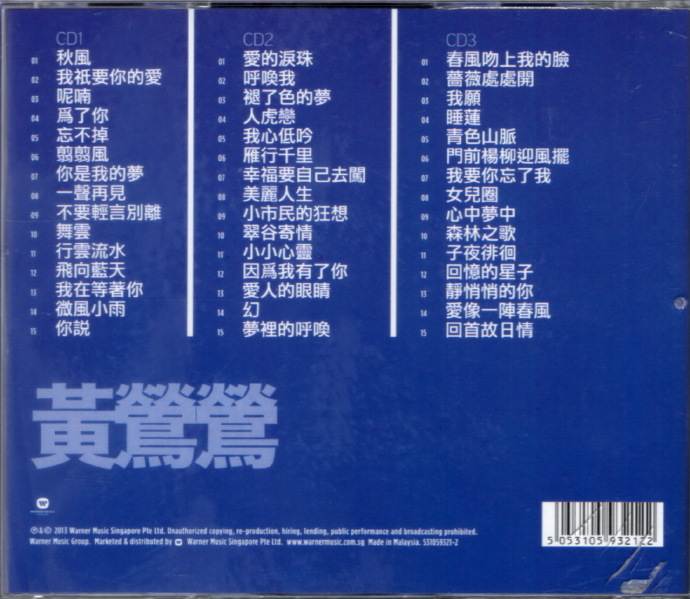 CD1
01 秋風
02 我祇要你的愛
03 呢喃
04 爲了你
05 忘不掉
06 翦翦風
07 你是我的夢
08 一聲再見
09 不要輕言別離
10 舞雲
11 行雲流水
12 飛向藍天
13 我在等著你
14 微風小雨
15 你説
CD2
01 愛的淚珠
02 呼喚我
03 褪了色的夢
04 人虎戀
05 我心低吟
06 雁行千里
07 幸福要自己去闖
08 美麗人生
09 小市民的狂想
10 翠谷寄情
11 小小心靈
12 因爲我有了你
13 愛人的眼睛
14 幻
15 夢裡的呼喚
CD3
01 春風吻上我的臉
02 薔薇處處開
03 我願
04 睡蓮
05 青色山脈
06 門前楊柳迎風擺
07 我要你忘了我
08 女兒圈
09 心中夢中
10 森林之歌
11 子夜徘徊
12 回憶的星子
13 靜悄悄的你
14 愛像一陣春風
15 回首故日情
黃鶯鶯
℗&© 2013 Warner Music Singapore Pte Ltd. Unauthorized copying, re-production, hiring, lending, public performance and broadcasting prohibited.
Warner Music Group. Marketed & distributed by Warner Music Singapore Pte Ltd. www.warnermusic.com.sg Made in Malaysia. 531059321-2
5 053105 932122